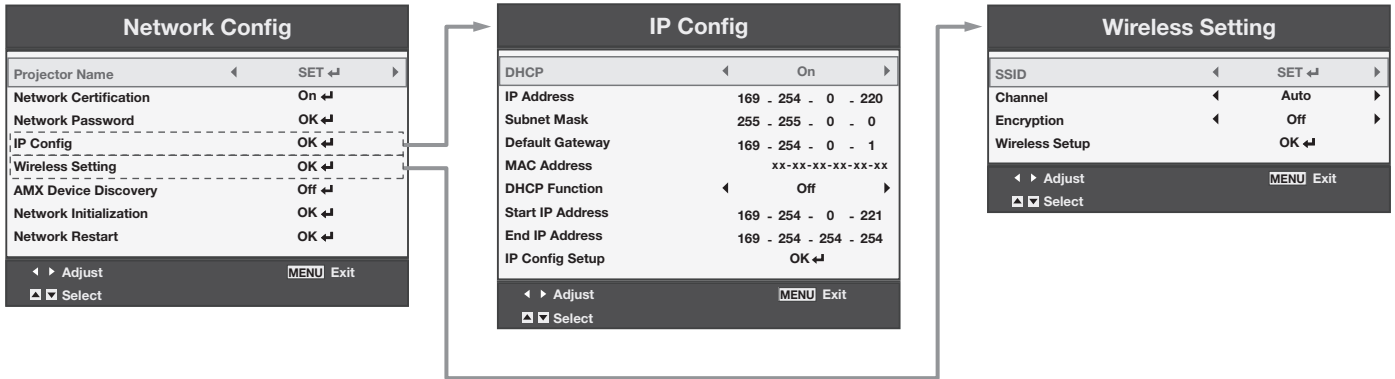 Network Config
Projector Name SET
Network Certification On
Network Password OK
IP Config OK
Wireless Setting OK
AMX Device Discovery Off
Network Initialization OK
Network Restart OK
Adjust MENU Exit
Select
IP Config
DHCP On
IP Address 169 - 254 - 0 - 220
Subnet Mask 255 - 255 - 0 - 0
Default Gateway 169 - 254 - 0 - 1
MAC Address xx-xx-xx-xx-xx-xx
DHCP Function Off
Start IP Address 169 - 254 - 0 - 221
End IP Address 169 - 254 - 254 - 254
IP Config Setup OK
Adjust MENU Exit
Select
Wireless Setting
SSID SET
Channel Auto
Encryption Off
Wireless Setup OK
Adjust MENU Exit
Select